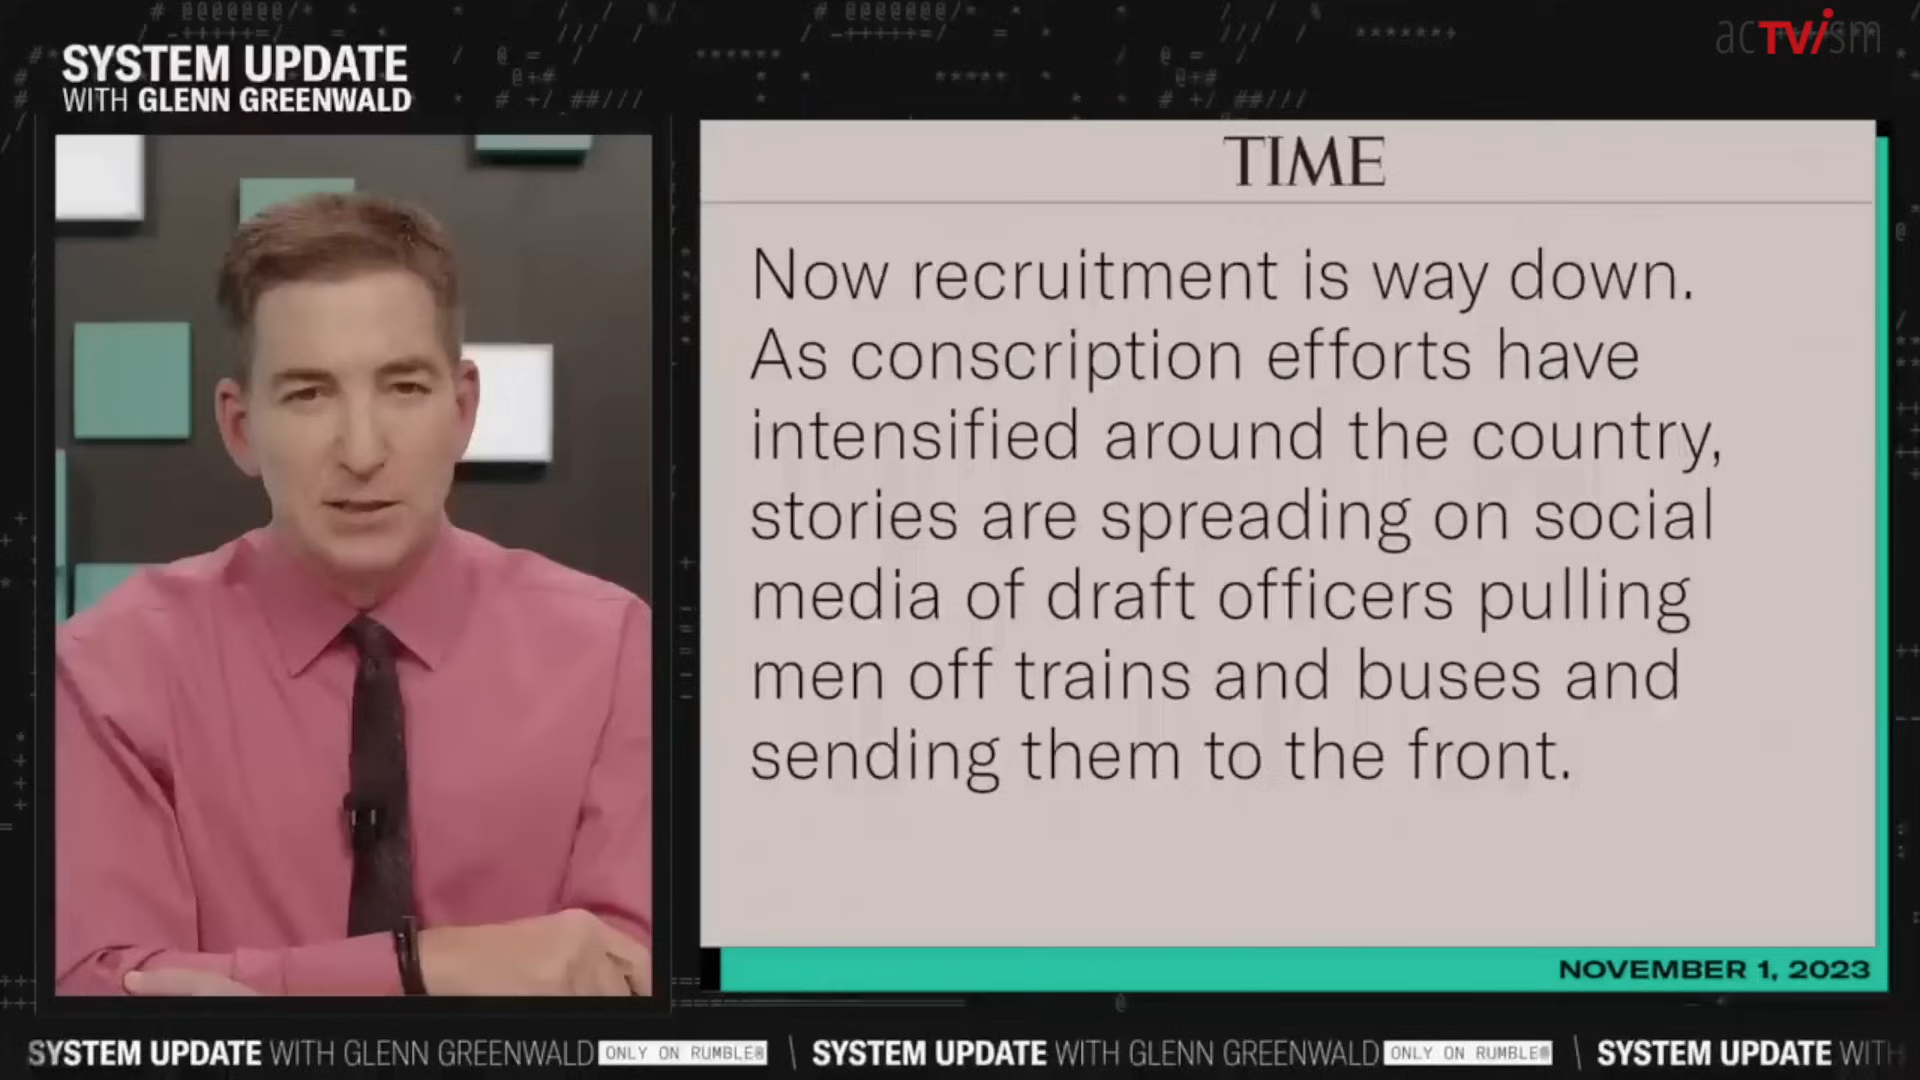 SYSTEM UPDATE
WITH GLENN GREENWALD
acTVism
TIME
Now recruitment is way down.
As conscription efforts have
intensified around the country,
stories are spreading on social
media of draft officers pulling
men off trains and buses and
sending them to the front.
NOVEMBER 1, 2023
SYSTEM UPDATE WITH GLENN GREENWALD ONLY ON RUMBLE \ SYSTEM UPDATE WITH GLENN GREENWALD ONLY ON RUMBLE \ SYSTEM UPDATE WITH